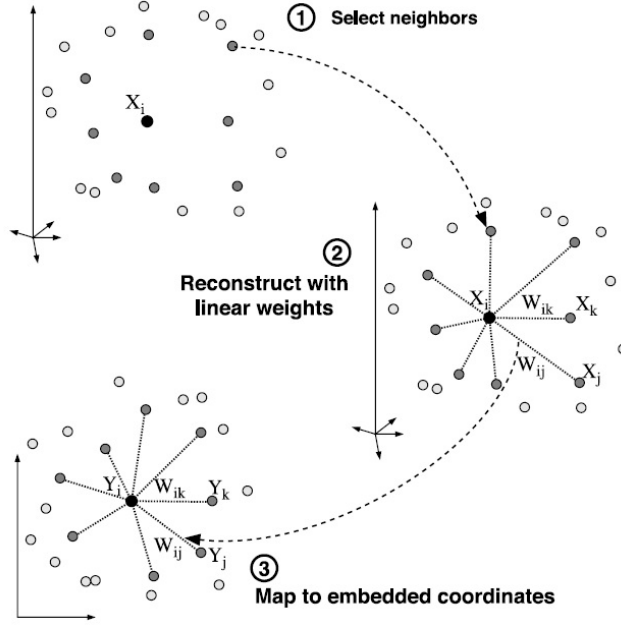 ① Select neighbors
X_i
②
Reconstruct with
linear weights
X_i
W_ik
X_k
W_ij
X_j
Y_i
W_ik
Y_k
W_ij
Y_j
③
Map to embedded coordinates